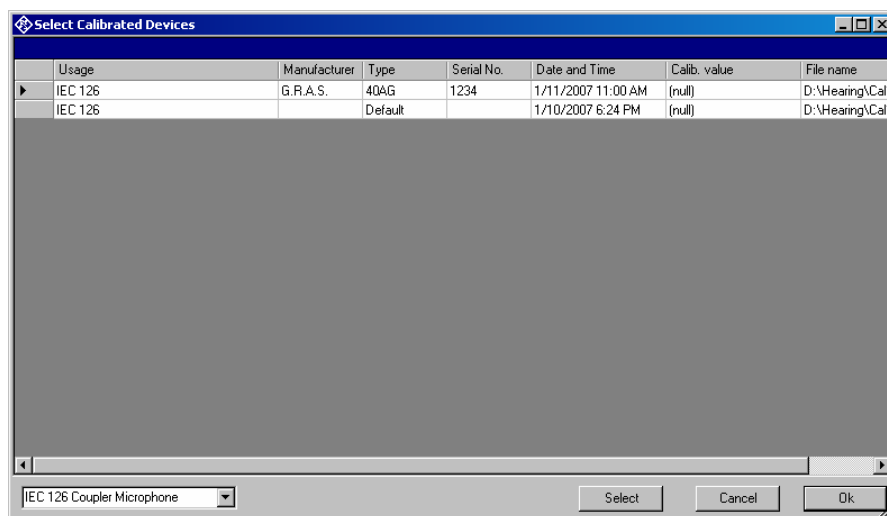 Select Calibrated Devices
Usage Manufacturer Type Serial No. Date and Time Calib. value File name
IEC 126 G.R.A.S. 40AG 1234 1/11/2007 11:00 AM (null) D:\Hearing\Cal
IEC 126 Default 1/10/2007 6:24 PM (null) D:\Hearing\Cal
IEC 126 Coupler Microphone Select Cancel Ok